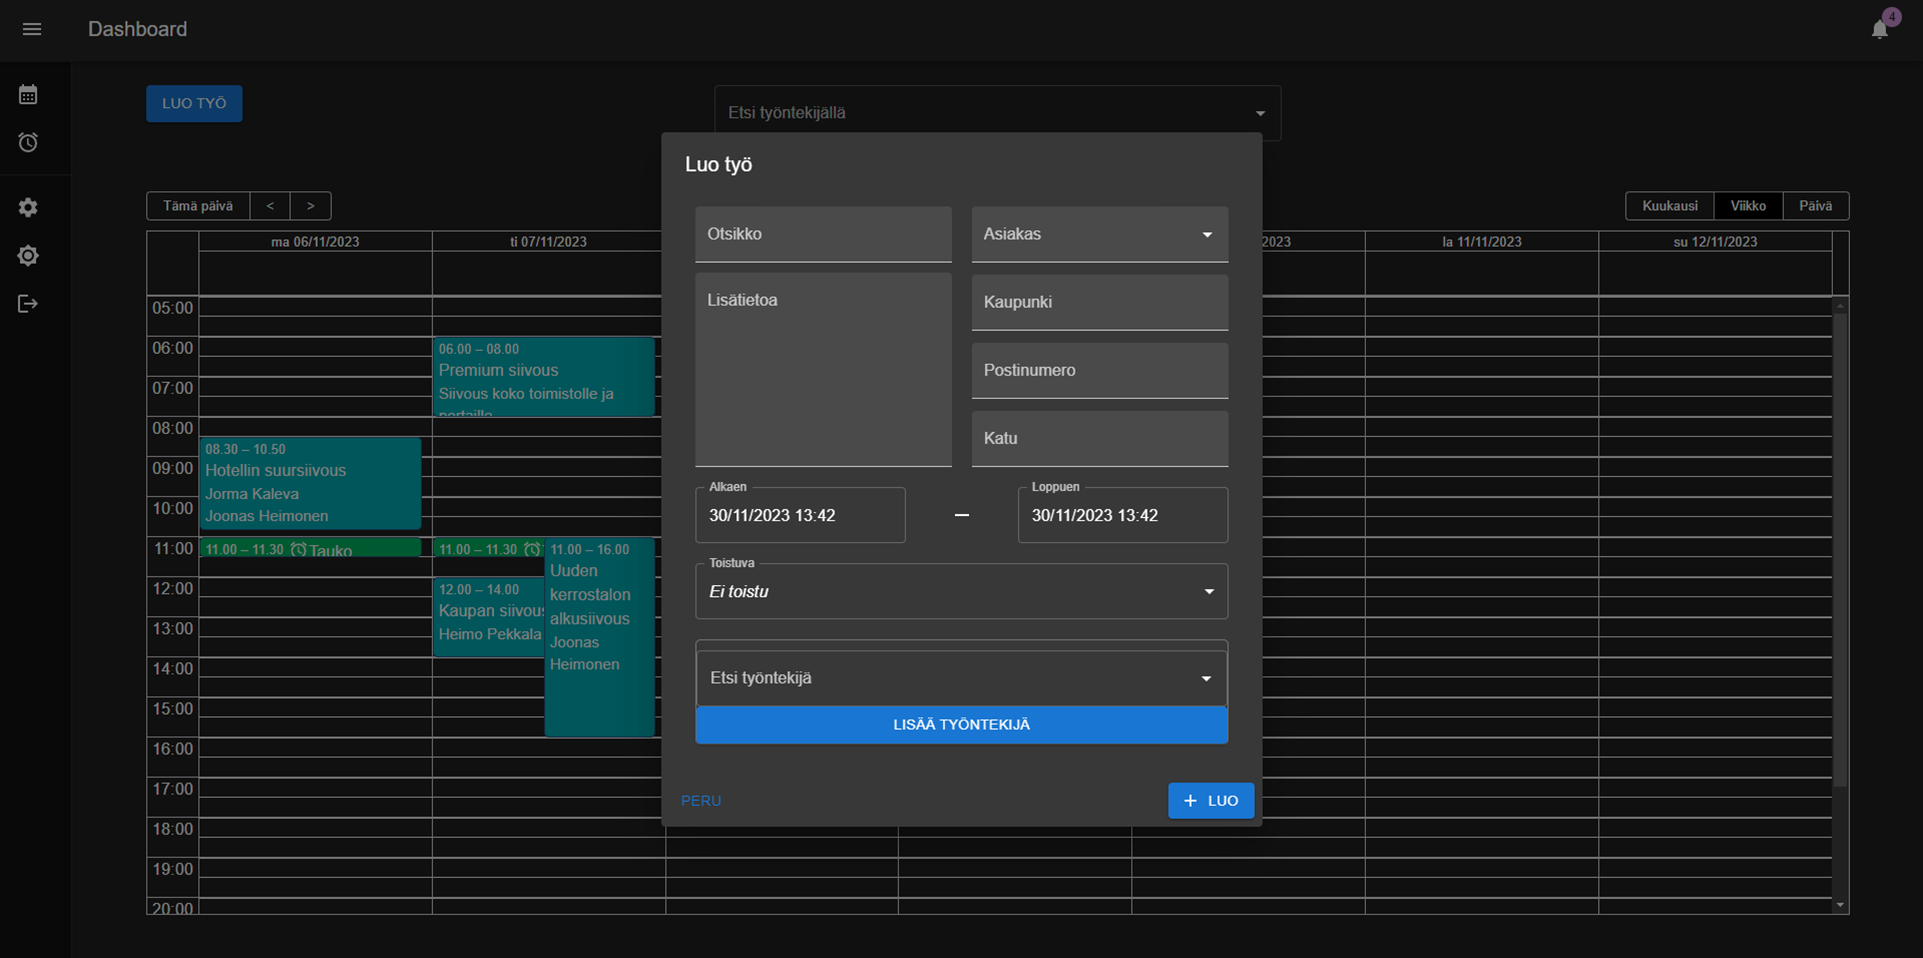 Dashboard
4
LUO TYÖ
Etsi työntekijällä
Tämä päivä
<
>
Kuukausi
Viikko
Päivä
ma 06/11/2023
ti 07/11/2023
2023
la 11/11/2023
su 12/11/2023
05:00
06:00
07:00
08:00
09:00
10:00
11:00
12:00
13:00
14:00
15:00
16:00
17:00
18:00
19:00
20:00
08.30 – 10.50
Hotellin suursiivous
Jorma Kaleva
Joonas Heimonen
11.00 – 11.30 Tauko
06.00 – 08.00
Premium siivous
Siivous koko toimistolle ja
11.00 – 11.30
12.00 – 14.00
Kaupan siivous
Heimo Pekkala
11.00 – 16.00
Uuden
kerrostalon
alkusiivous
Joonas
Heimonen
Luo työ
Otsikko
Asiakas
Lisätietoa
Kaupunki
Postinumero
Katu
Alkaen
30/11/2023 13:42
–
Loppuen
30/11/2023 13:42
Toistuva
Ei toistu
Etsi työntekijä
LISÄÄ TYÖNTEKIJÄ
PERU
+ LUO